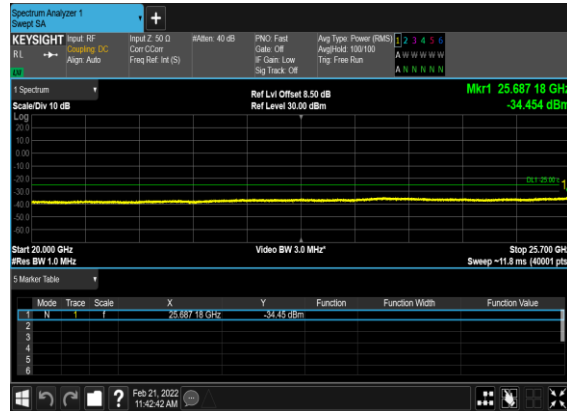 Spectrum Analyzer 1
Swept SA
+
KEYSIGHT Input: RF Input Z: 50 Ω #Atten: 40 dB PNO: Fast Avg Type: Power (RMS) 1 2 3 4 5 6
RL Coupling: DC Corr CCorr Gate: Off Avg|Hold: 100/100 A W W W W W
Align: Auto Freq Ref: Int (S) IF Gain: Low Trig: Free Run
LW Sig Track: Off A N N N N N
1 Spectrum Ref Lvl Offset 8.50 dB Mkr1 25.687 18 GHz
Scale/Div 10 dB Ref Level 30.00 dBm -34.454 dBm
Log
20.0
10.0
0.00
-10.0
-20.0
DL1 -25.00
1
-30.0
-40.0
-50.0
-60.0
Start 20.000 GHz Video BW 3.0 MHz* Stop 25.700 GHz
#Res BW 1.0 MHz Sweep ~11.8 ms (40001 pts
5 Marker Table
Mode Trace Scale X Y Function Function Width Function Value
1 N 1 f 25.687 18 GHz -34.45 dBm
2
3
4
5
6
? Feb 21, 2022
11:42:42 AM